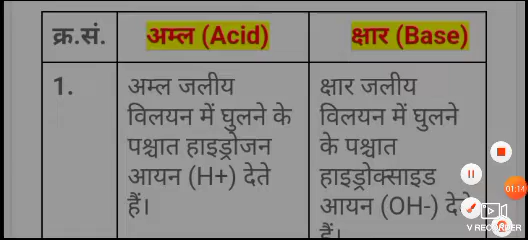 क्र.सं. अम्ल (Acid) क्षार (Base)
1. अम्ल जलीय
विलयन में घुलने के
पश्चात हाइड्रोजन
आयन (H+) देते
हैं।
क्षार जलीय
विलयन में घुलने
के पश्चात
हाइड्रोक्साइड
आयन (OH-) देते
हैं।
01:14
V RECORDER